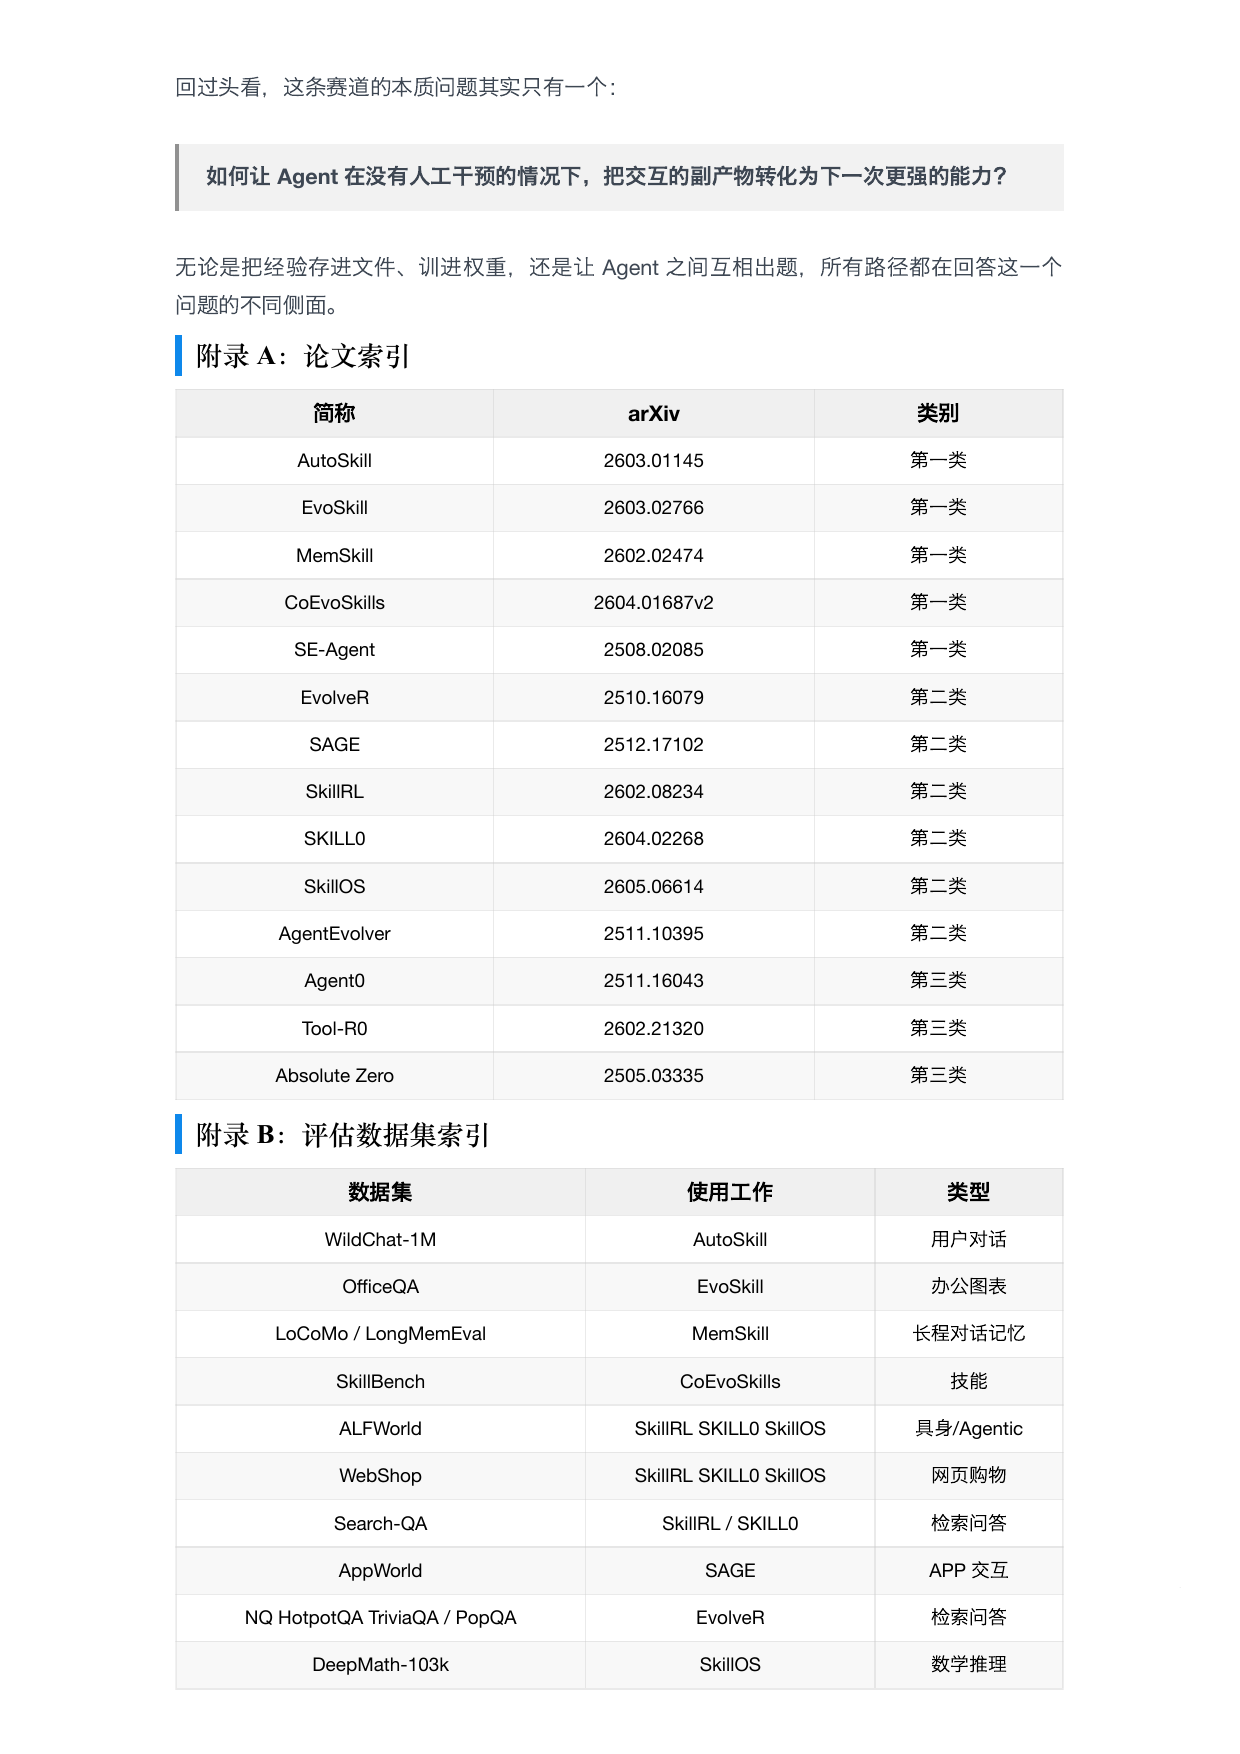 回过头看，这条赛道的本质问题其实只有一个：
如何让 Agent 在没有人工干预的情况下，把交互的副产物转化为下一次更强的能力？
无论是把经验存进文件、训进权重，还是让 Agent 之间互相出题，所有路径都在回答这一个
问题的不同侧面。
附录 A：论文索引
简称 arXiv 类别
AutoSkill 2603.01145 第一类
EvoSkill 2603.02766 第一类
MemSkill 2602.02474 第一类
CoEvoSkills 2604.01687v2 第一类
SE-Agent 2508.02085 第一类
EvolveR 2510.16079 第二类
SAGE 2512.17102 第二类
SkillRL 2602.08234 第二类
SKILL0 2604.02268 第二类
SkillOS 2605.06614 第二类
AgentEvolver 2511.10395 第二类
Agent0 2511.16043 第三类
Tool-R0 2602.21320 第三类
Absolute Zero 2505.03335 第三类
附录 B：评估数据集索引
数据集 使用工作 类型
WildChat-1M AutoSkill 用户对话
OfficeQA EvoSkill 办公图表
LoCoMo / LongMemEval MemSkill 长程对话记忆
SkillBench CoEvoSkills 技能
ALFWorld SkillRL SKILL0 SkillOS 具身/Agentic
WebShop SkillRL SKILL0 SkillOS 网页购物
Search-QA SkillRL / SKILL0 检索问答
AppWorld SAGE APP 交互
NQ HotpotQA TriviaQA / PopQA EvolveR 检索问答
DeepMath-103k SkillOS 数学推理